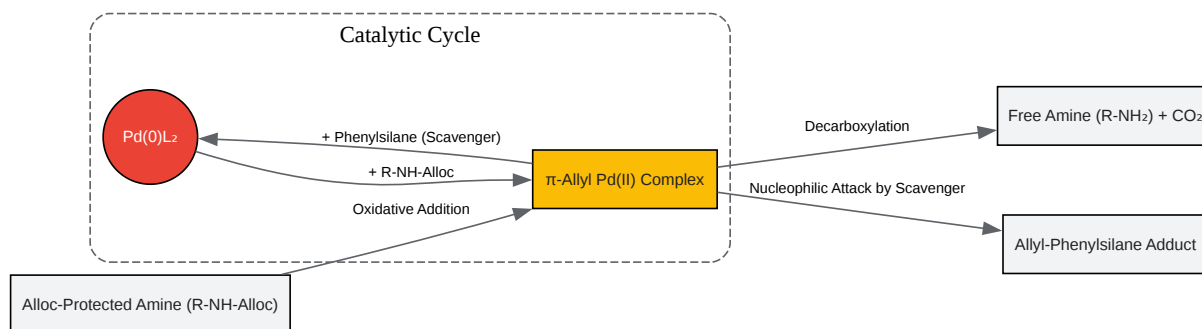 Catalytic Cycle
Pd(0)L₂
+ Phenylsilane (Scavenger)
+ R-NH-Alloc
Oxidative Addition
π-Allyl Pd(II) Complex
Decarboxylation
Nucleophilic Attack by Scavenger
Free Amine (R-NH₂) + CO₂
Allyl-Phenylsilane Adduct
Alloc-Protected Amine (R-NH-Alloc)